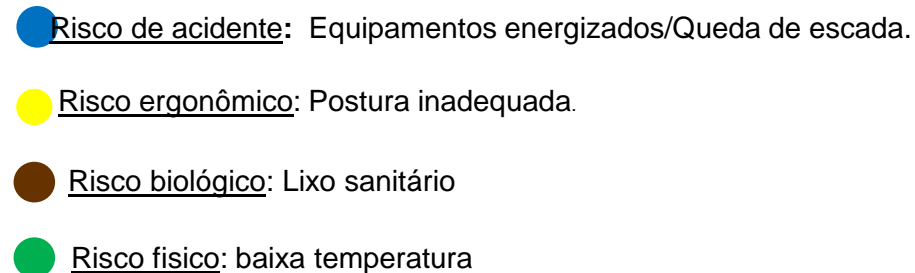 Risco de acidente: Equipamentos energizados/Queda de escada.
Risco ergonômico: Postura inadequada.
Risco biológico: Lixo sanitário
Risco fisico: baixa temperatura